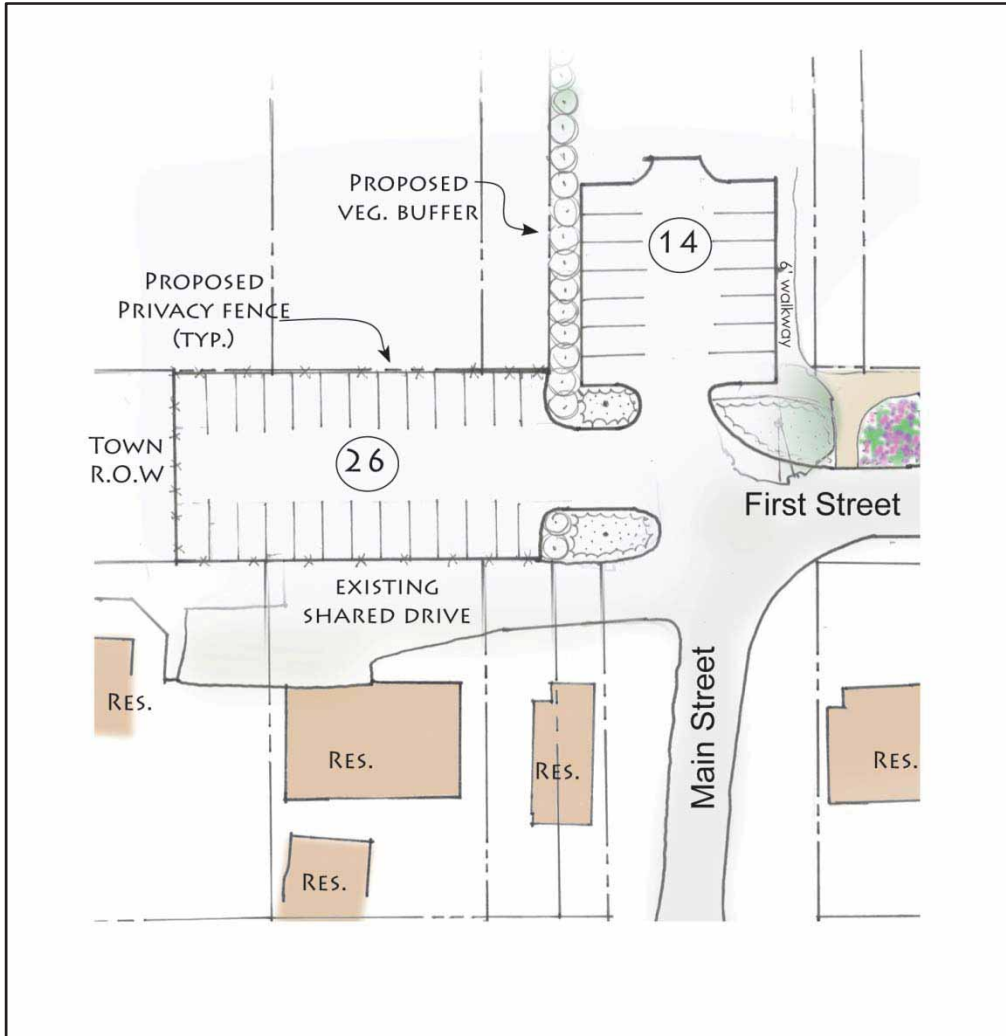 PROPOSED
VEG. BUFFER
14
PROPOSED
PRIVACY FENCE
(TYP.)
6' walkway
TOWN
R.O.W
26
First Street
EXISTING
SHARED DRIVE
Main Street
RES.
RES.
RES.
RES.
RES.